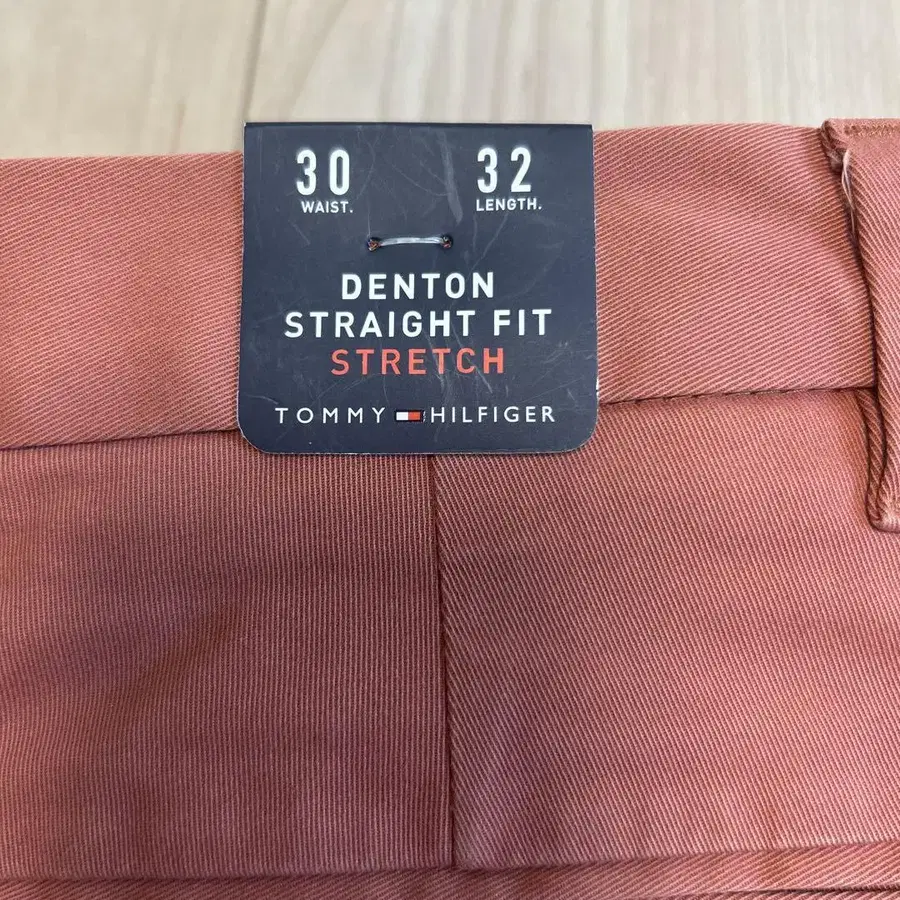 30 32
WAIST. LENGTH.
DENTON
STRAIGHT FIT
STRETCH
TOMMY HILFIGER